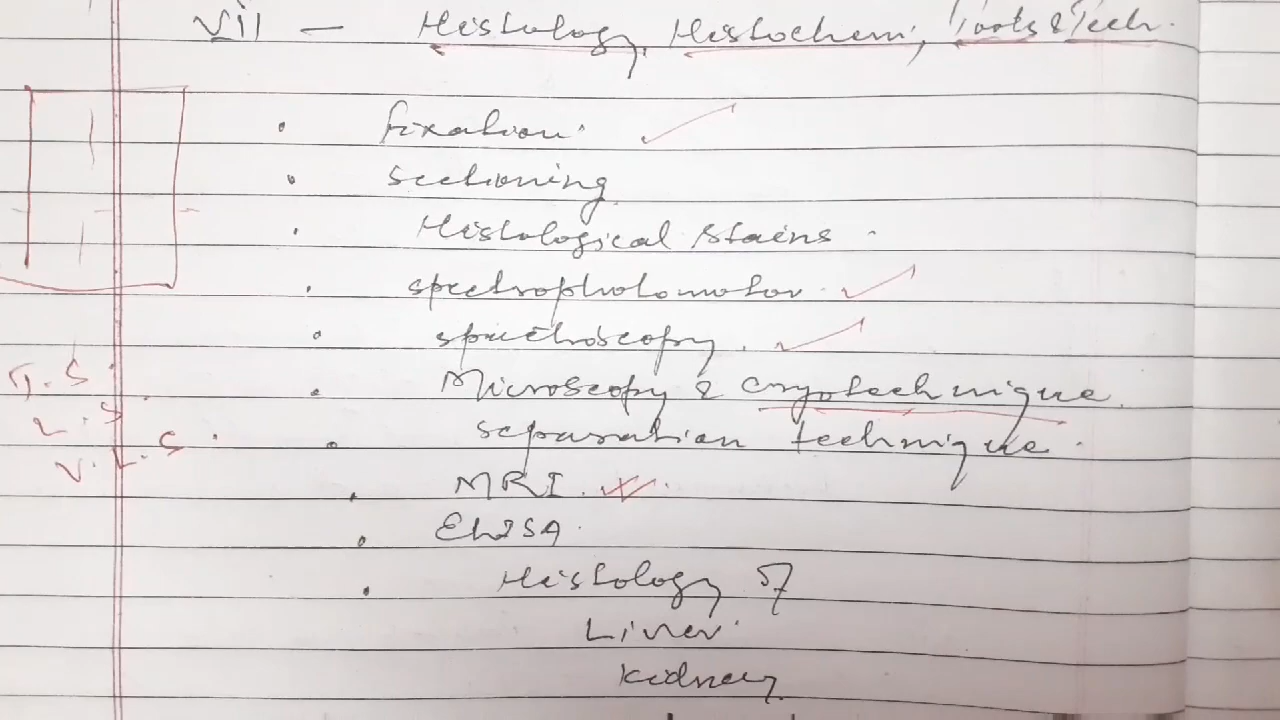 VII — Histology, Histochem, Tools & Tech.
• fixation.
• sectioning
• Histological stains.
• spectrophotometer.
• spectroscopy.
• Microscopy & cryotechnique.
• separation technique.
• MRI.
• ELISA.
• Histology of
Liver
kidney
T.S.
L.S.
V.L.S.